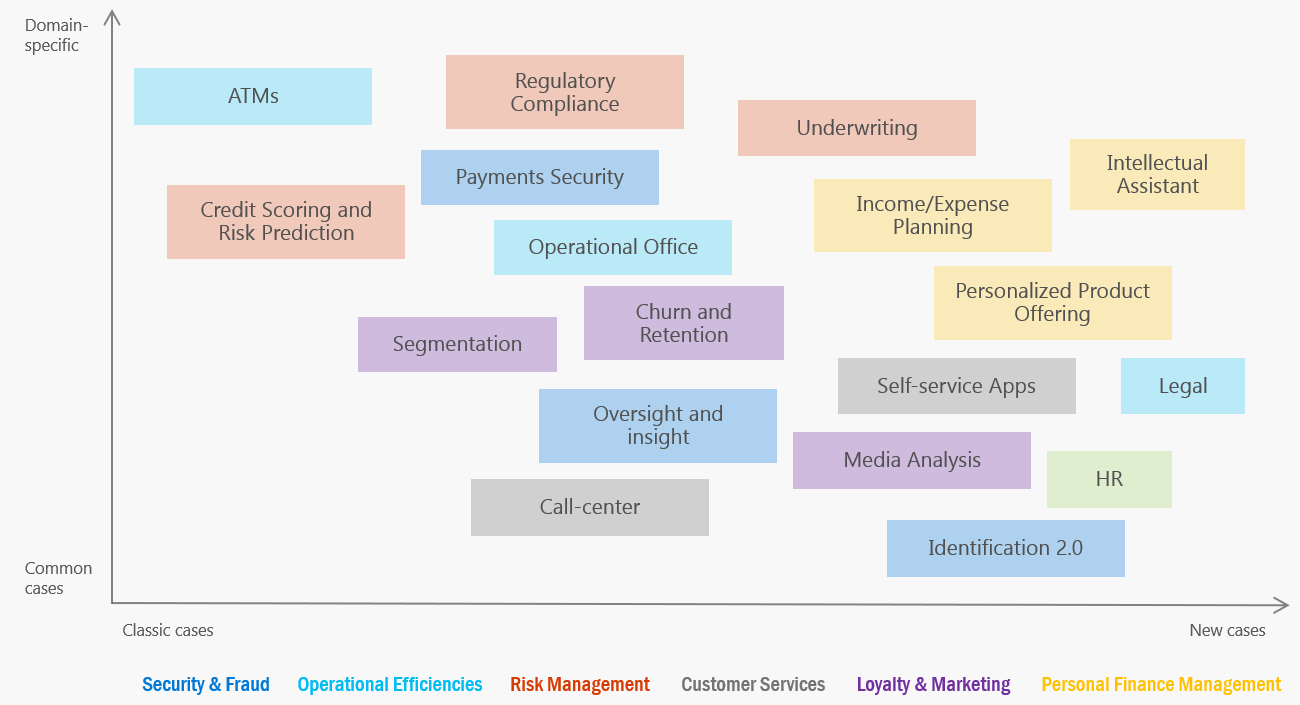 Domain-
specific
ATMs
Regulatory
Compliance
Underwriting
Intellectual
Assistant
Payments Security
Credit Scoring and
Risk Prediction
Income/Expense
Planning
Operational Office
Personalized Product
Offering
Churn and
Retention
Segmentation
Self-service Apps
Legal
Oversight and
insight
Media Analysis
HR
Call-center
Identification 2.0
Common
cases
Classic cases
New cases
Security & Fraud
Operational Efficiencies
Risk Management
Customer Services
Loyalty & Marketing
Personal Finance Management